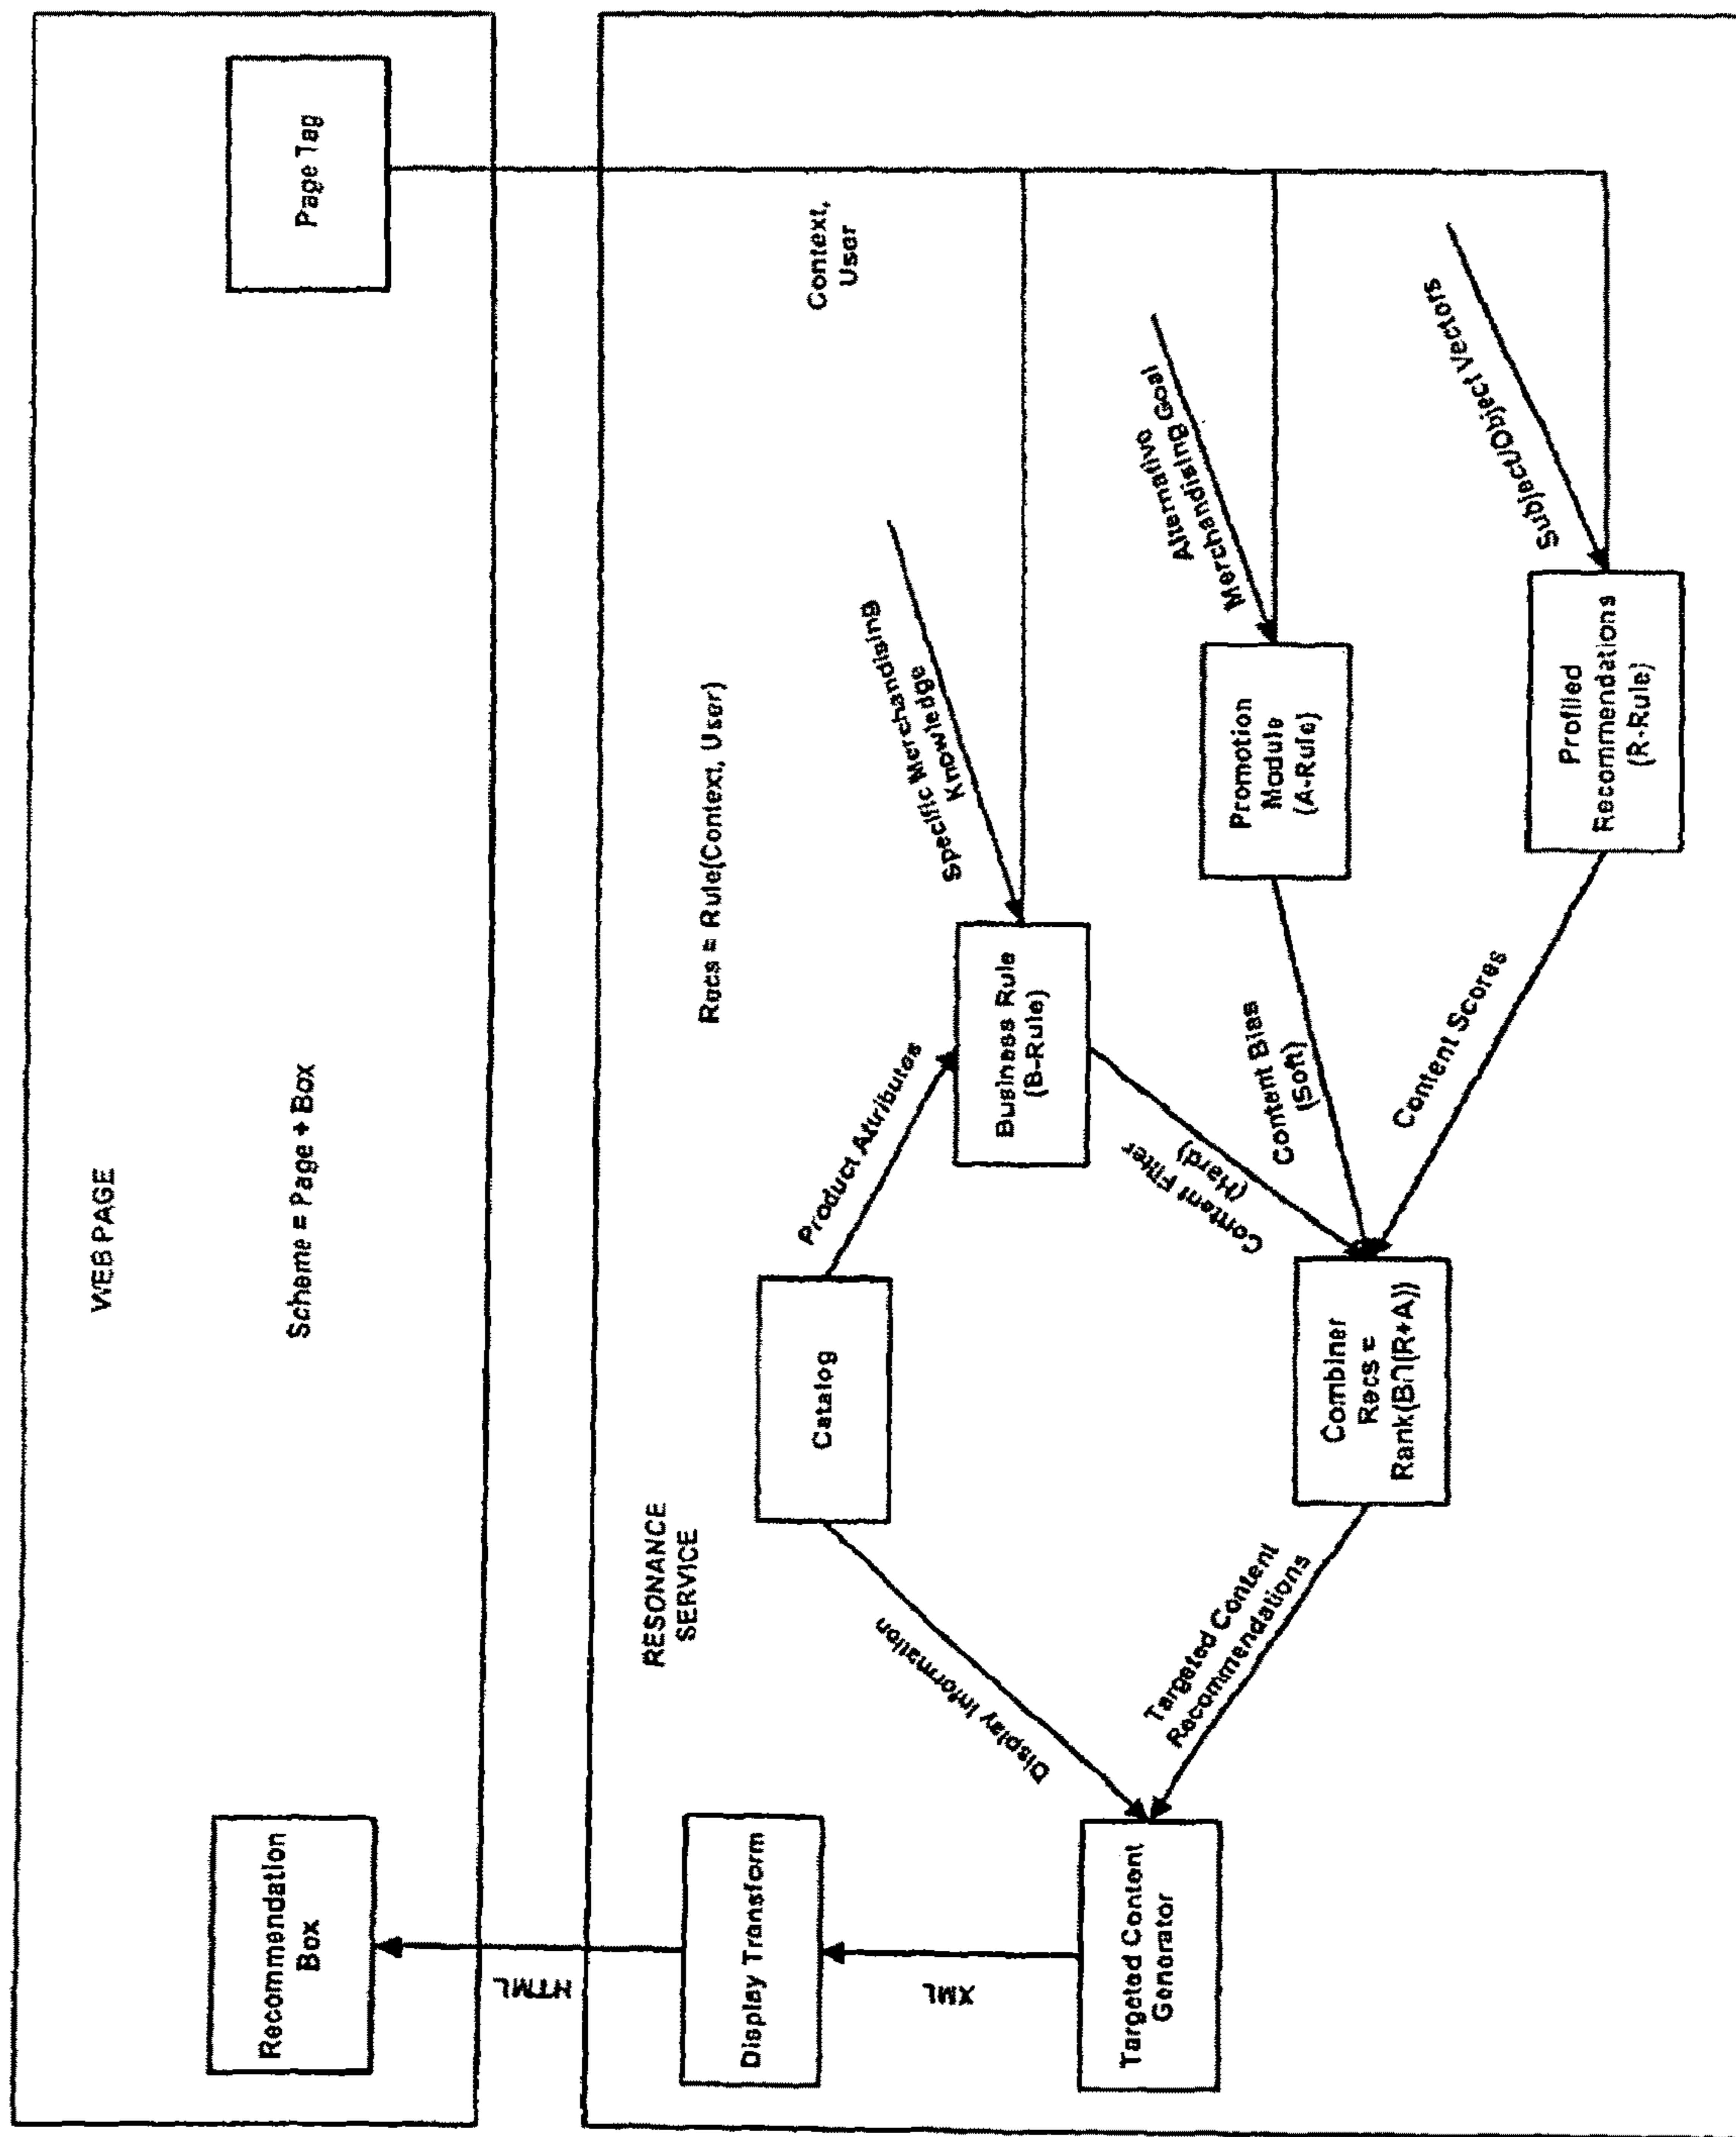 WEB PAGE
Scheme = Page + Box
Recommendation
Box
Page Tag
HTML
RESONANCE
SERVICE
Recs = Rule(Context, User)
Context,
User
Display Transform
XML
Targeted Content
Generator
Display Information
Targeted Content
Recommendations
Catalog
Product Attributes
Specific Merchandising
Knowledge
Business Rule
(B-Rule)
Content Filter
(Hard)
Alternative
Merchandising Goal
Promotion
Module
(A-Rule)
Content Bias
(Soft)
Combiner
Recs =
Rank(B∩(R+A))
Content Scores
Subject/Object Vectors
Profiled
Recommendations
(R-Rule)